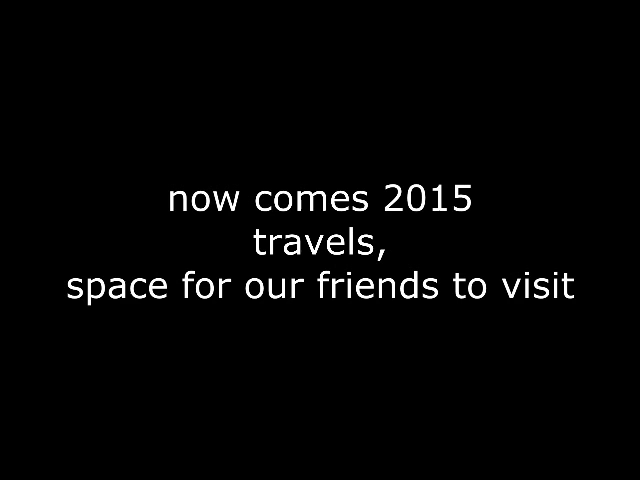 now comes 2015
travels,
space for our friends to visit